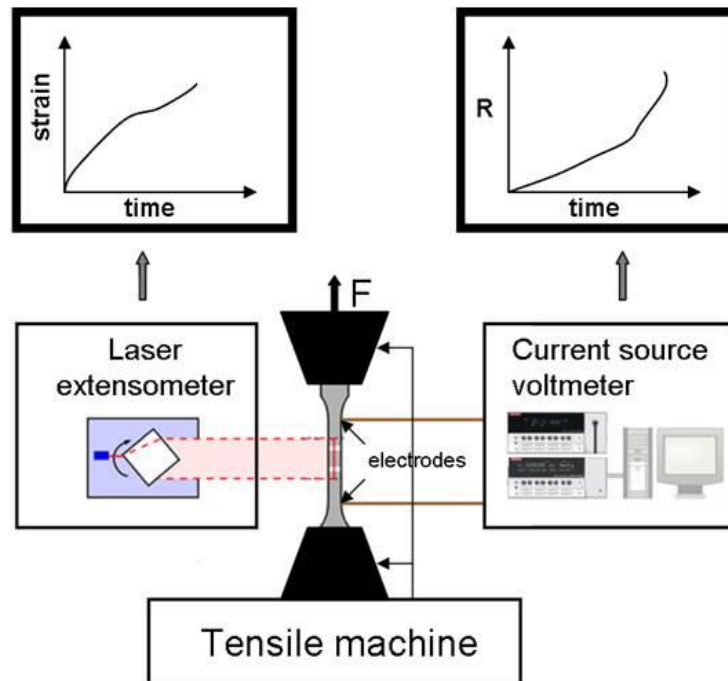 strain
time
R
time
F
Laser
extensometer
Current source
voltmeter
electrodes
Tensile machine